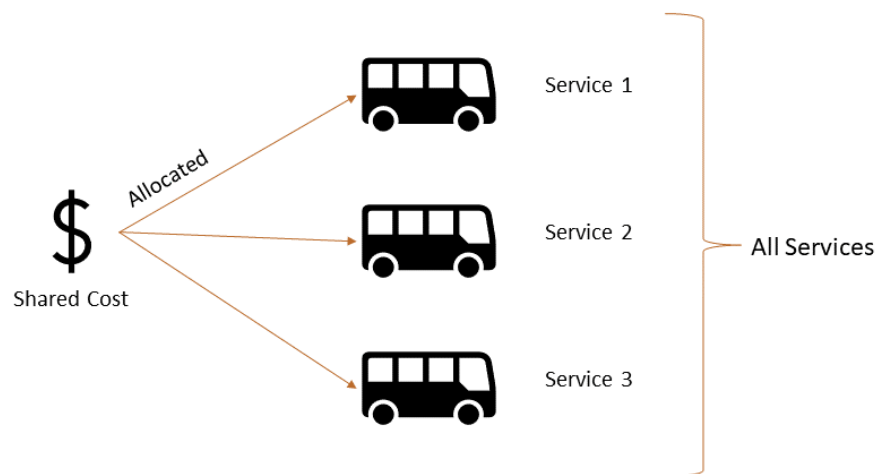 Service 1
Allocated
Service 2
$
Shared Cost
All Services
Service 3